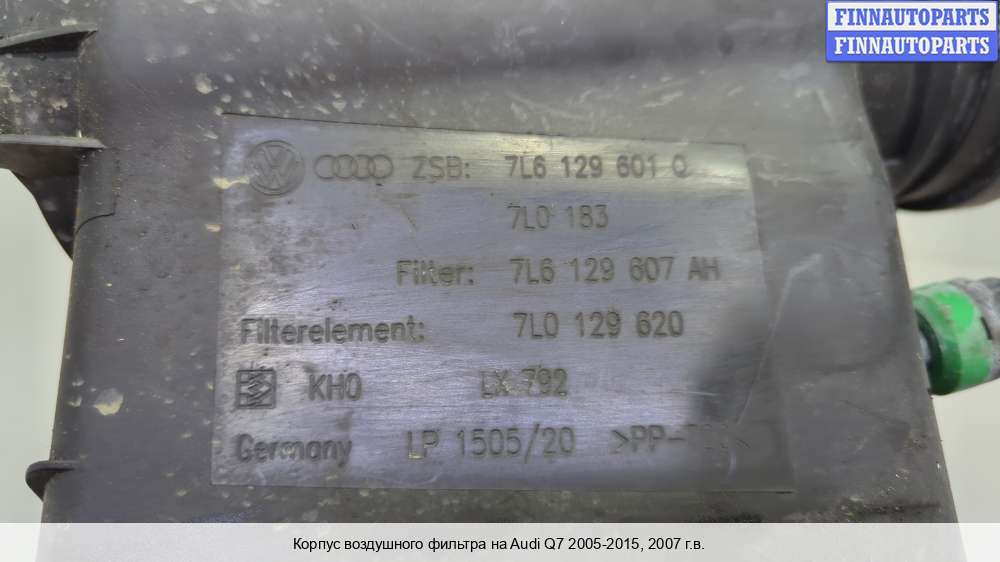 FINNAUTOPARTS
FINNAUTOPARTS
ZSB: 7L6 129 601 Q
7L0 183
Filter: 7L6 129 607 AH
Filterelement: 7L0 129 620
KH0 LX 792
Germany LP 1505/20 >PP-
Корпус воздушного фильтра на Audi Q7 2005-2015, 2007 г.в.